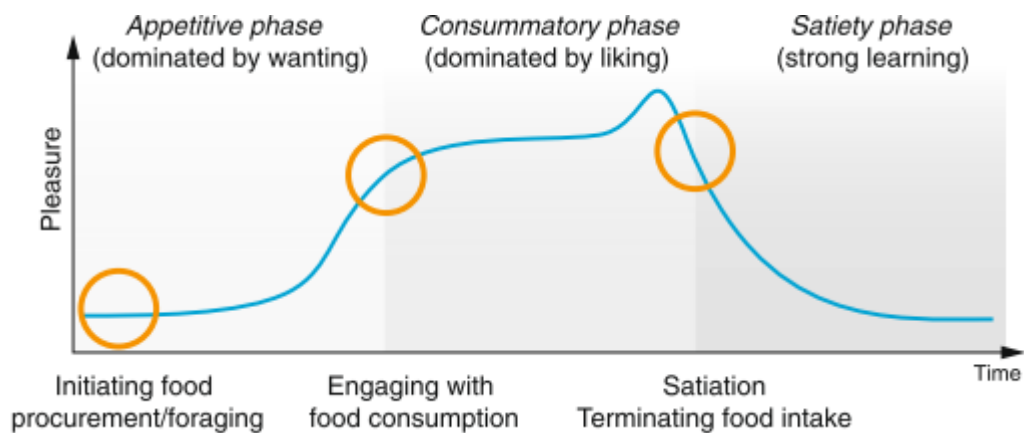 Appetitive phase
(dominated by wanting)
Consummatory phase
(dominated by liking)
Satiety phase
(strong learning)
Pleasure
Time
Initiating food
procurement/foraging
Engaging with
food consumption
Satiation
Terminating food intake